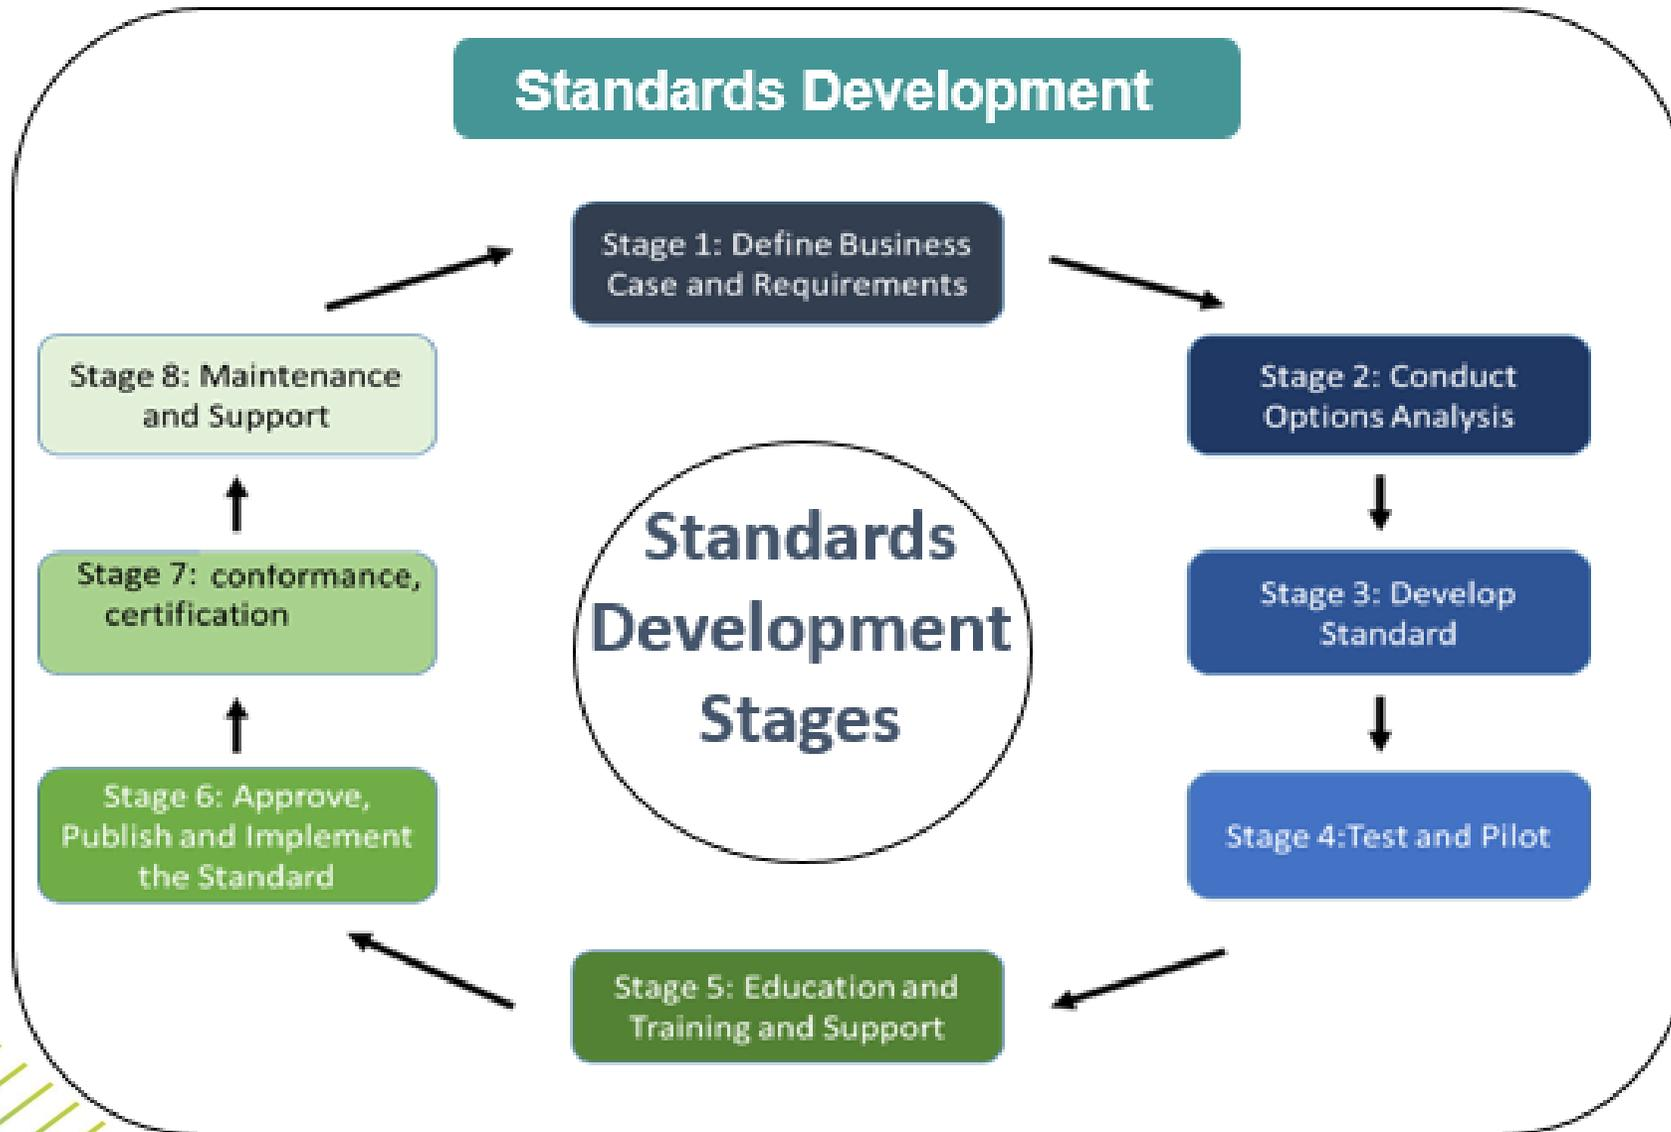 Standards Development
Stage 1: Define Business
Case and Requirements
Stage 2: Conduct
Options Analysis
Stage 3: Develop
Standard
Stage 4:Test and Pilot
Stage 5: Education and
Training and Support
Stage 6: Approve,
Publish and Implement
the Standard
Stage 7: conformance,
certification
Stage 8: Maintenance
and Support
Standards
Development
Stages